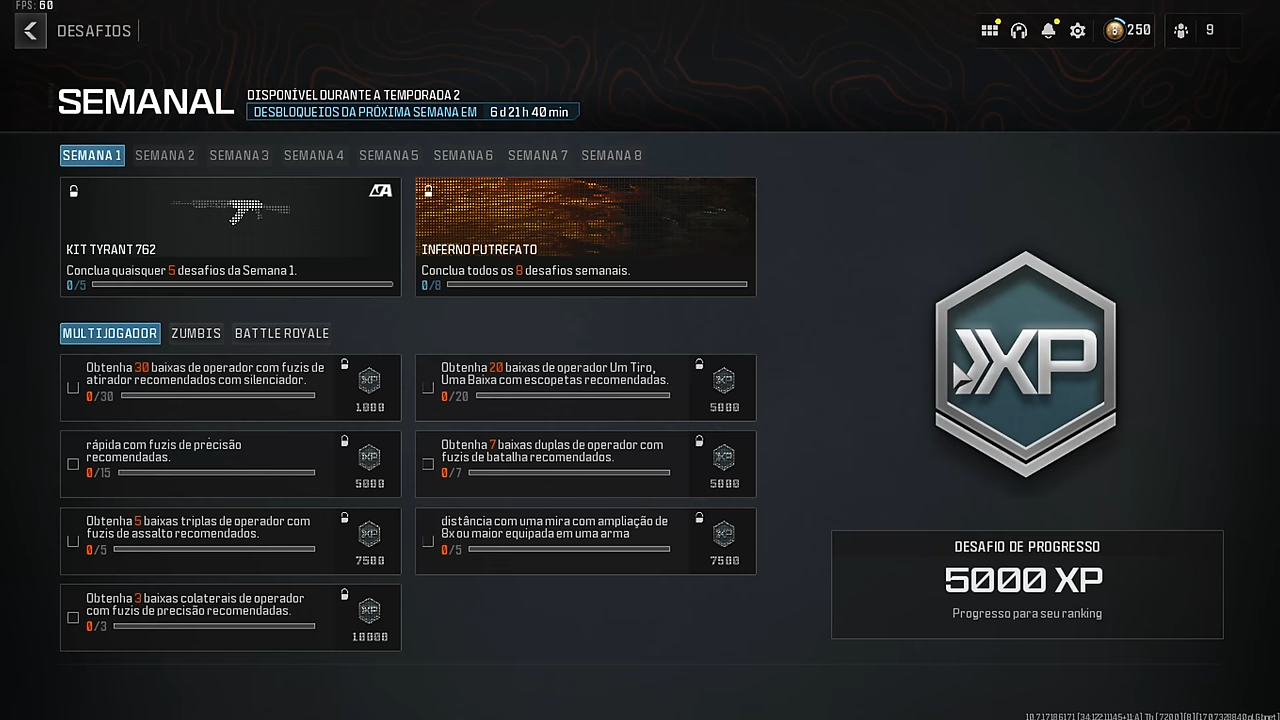 FPS: 60
DESAFIOS
250
9
SEMANAL
DISPONÍVEL DURANTE A TEMPORADA 2
DESBLOQUEIOS DA PRÓXIMA SEMANA EM 6 d 21 h 40 min
SEMANA 1 SEMANA 2 SEMANA 3 SEMANA 4 SEMANA 5 SEMANA 6 SEMANA 7 SEMANA 8
KIT TYRANT 762
Conclua quaisquer 5 desafios da Semana 1.
0/5
INFERNO PUTREFATO
Conclua todos os 8 desafios semanais.
0/8
MULTIJOGADOR ZUMBIS BATTLE ROYALE
Obtenha 30 baixas de operador com fuzis de
atirador recomendados com silenciador.
0/30
XP
1000
Obtenha 20 baixas de operador Um Tiro,
Uma Baixa com escopetas recomendadas.
0/20
XP
5000
rápida com fuzis de precisão
recomendadas.
0/15
XP
5000
Obtenha 7 baixas duplas de operador com
fuzis de batalha recomendados.
0/7
XP
5000
Obtenha 5 baixas triplas de operador com
fuzis de assalto recomendados.
0/5
XP
7500
distância com uma mira com ampliação de
8x ou maior equipada em uma arma
0/5
XP
7500
Obtenha 3 baixas colaterais de operador
com fuzis de precisão recomendadas.
0/3
XP
10000
XP
DESAFIO DE PROGRESSO
5000 XP
Progresso para seu ranking